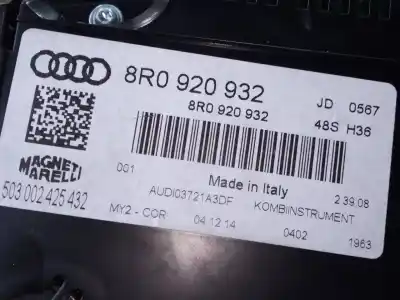 8R0 920 932
JD 0567
8R0 920 932
48S H36
MAGNETI
MARELLI
503 002 425 432
001
Made in Italy
2.39.08
AUDI03721A3DF
KOMBIINSTRUMENT
MY2 - COR
04.12.14
0402
1963